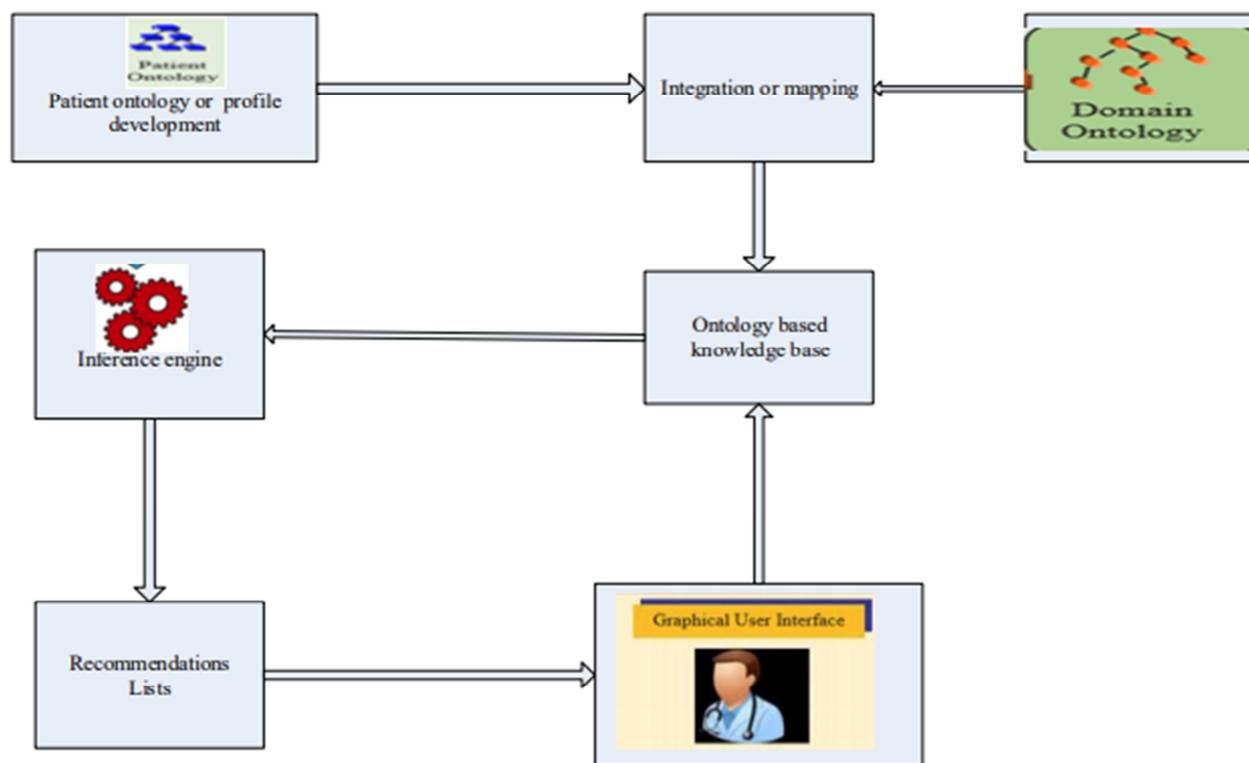 Patient
Ontology
Patient ontology or profile
development
Integration or mapping
Domain
Ontology
Inference engine
Ontology based
knowledge base
Recommendations
Lists
Graphical User Interface